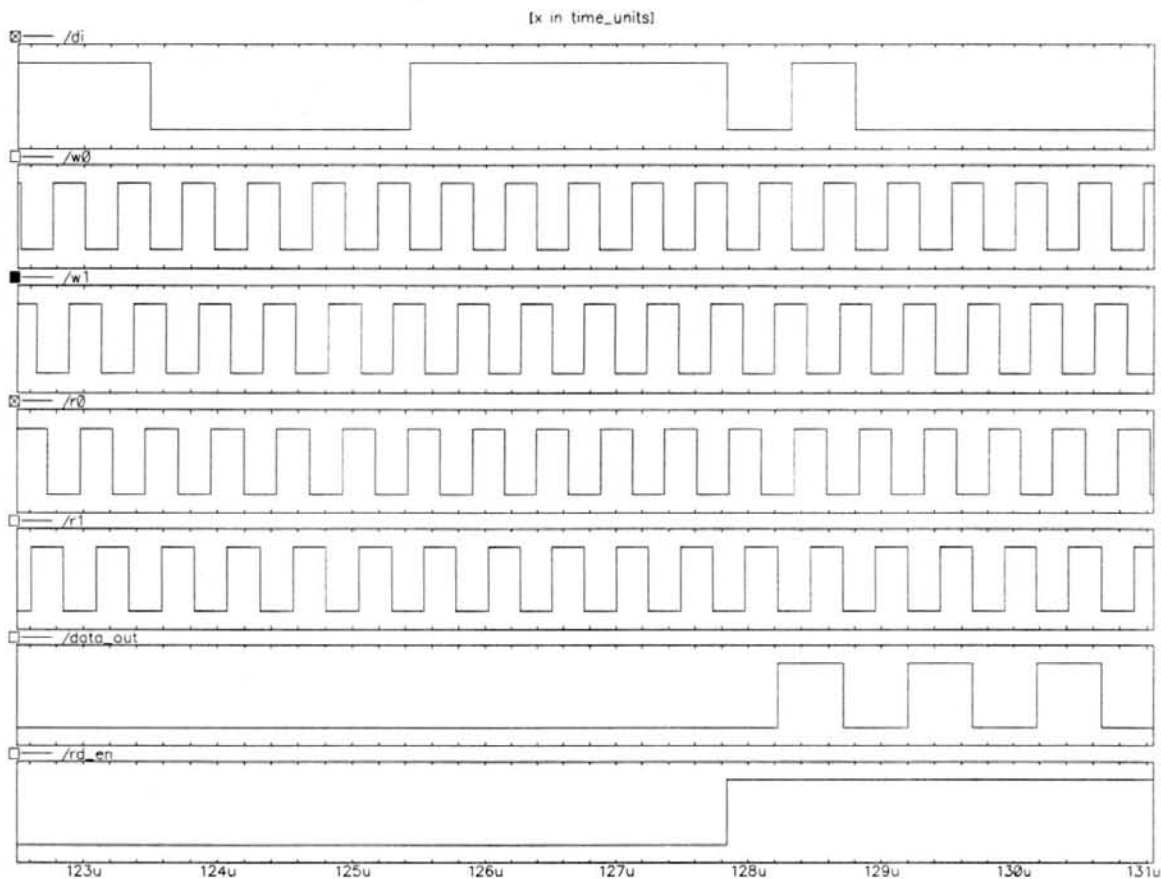 [x in time_units]
/di
/w0
/w1
/r0
/r1
/data_out
/rd_en
123u 124u 125u 126u 127u 128u 129u 130u 131u